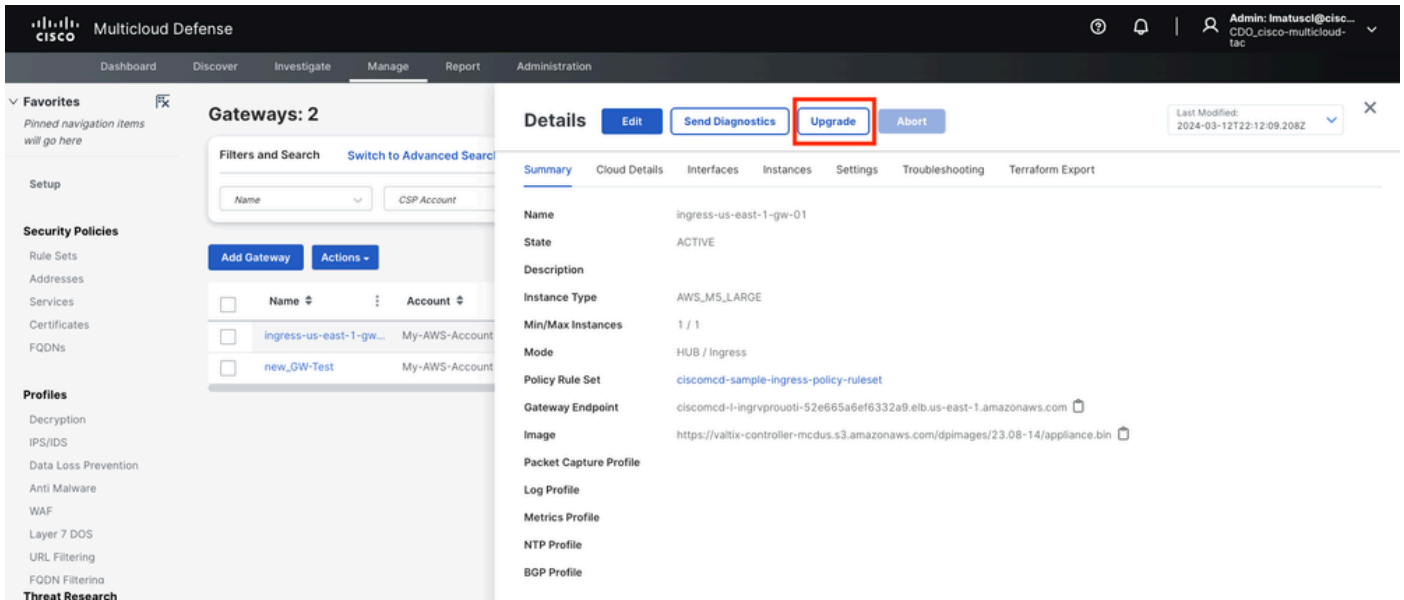 CISCO
Multicloud Defense
Admin: lmatuscl@cisc...
CDO_cisco-multicloud-
tac
Dashboard
Discover
Investigate
Manage
Report
Administration
Favorites
Pinned navigation items
will go here
Setup
Security Policies
Rule Sets
Addresses
Services
Certificates
FQDNs
Profiles
Decryption
IPS/IDS
Data Loss Prevention
Anti Malware
WAF
Layer 7 DOS
URL Filtering
FQDN Filtering
Threat Research
Gateways: 2
Filters and Search
Switch to Advanced Searc
Name
CSP Account
Add Gateway
Actions
Name
Account
ingress-us-east-1-gw...
My-AWS-Account
new_GW-Test
My-AWS-Account
Details
Edit
Send Diagnostics
Upgrade
Abort
Last Modified:
2024-03-12T22:12:09.208Z
Summary
Cloud Details
Interfaces
Instances
Settings
Troubleshooting
Terraform Export
Name ingress-us-east-1-gw-01
State ACTIVE
Description
Instance Type AWS_M5_LARGE
Min/Max Instances 1 / 1
Mode HUB / Ingress
Policy Rule Set ciscomcd-sample-ingress-policy-ruleset
Gateway Endpoint ciscomcd-l-ingrvprouoti-52e665a6ef6332a9.elb.us-east-1.amazonaws.com
Image https://valtix-controller-mcdus.s3.amazonaws.com/dpimages/23.08-14/appliance.bin
Packet Capture Profile
Log Profile
Metrics Profile
NTP Profile
BGP Profile